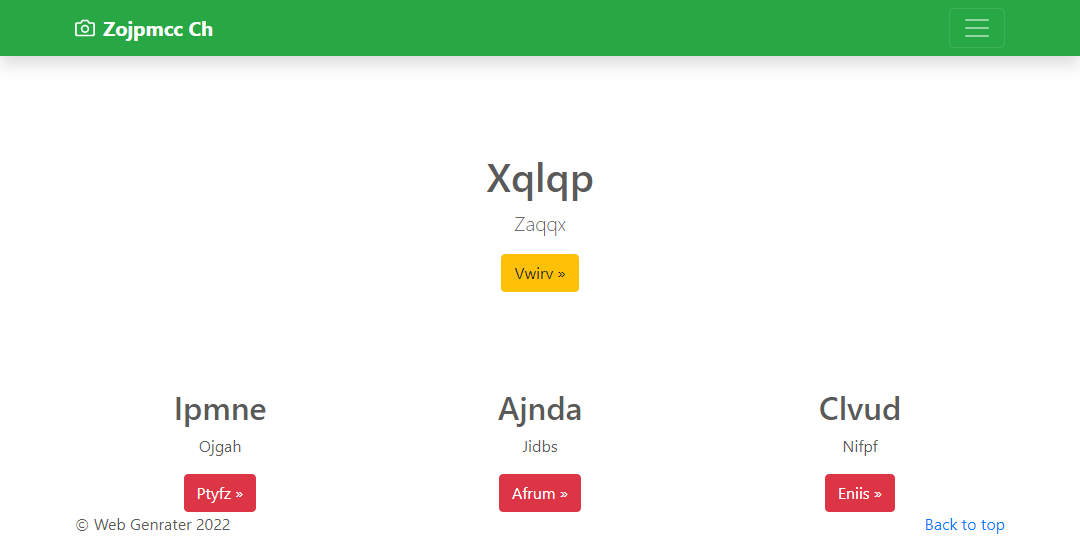 Zojpmcc Ch
Xqlqp
Zaqqx
Vwirv »
Ipmne
Ojgah
Ptyfz »
Ajnda
Jidbs
Afrum »
Clvud
Nifpf
Eniis »
© Web Genrater 2022
Back to top